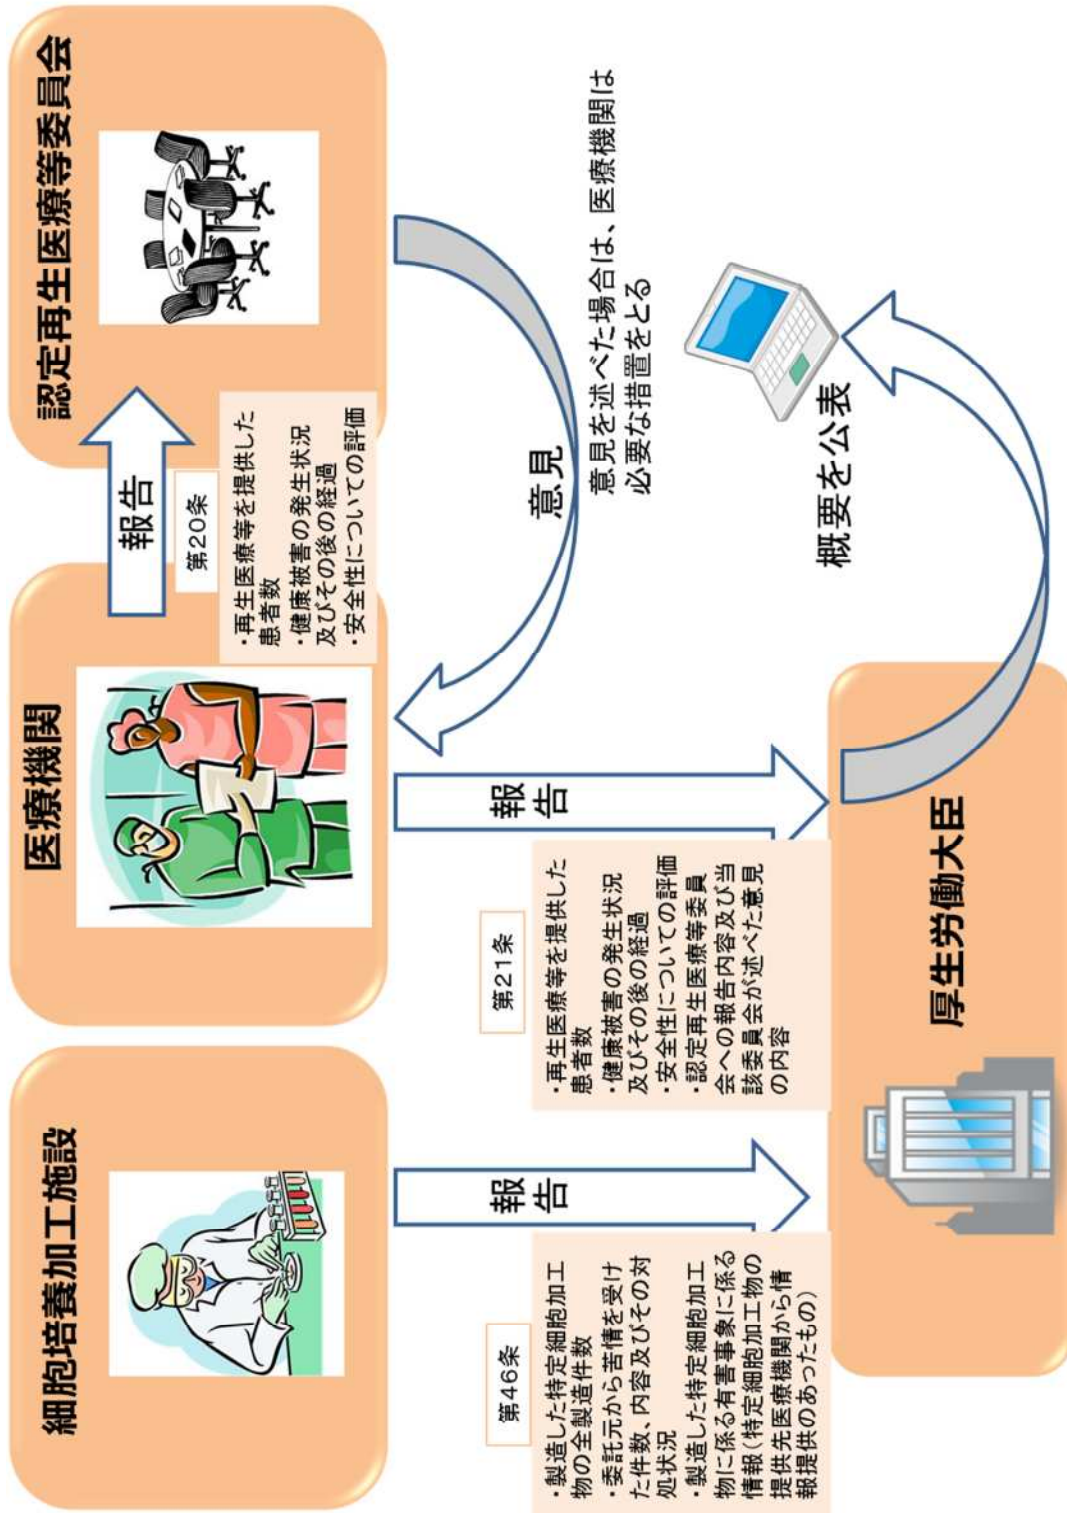 細胞培養加工施設
医療機関
認定再生医療等委員会
報告
第20条
・再生医療等を提供した
患者数
・健康被害の発生状況
及びその後の経過
・安全性についての評価
意見
意見を述べた場合は、医療機関は
必要な措置をとる
報告
第46条
・製造した特定細胞加工
物の全製造件数
・委託元から苦情を受け
た件数、内容及びその対
処状況
・製造した特定細胞加工
物に係る有害事象に係る
情報(特定細胞加工物の
提供先医療機関から情
報提供のあったもの)
報告
第21条
・再生医療等を提供した
患者数
・健康被害の発生状況
及びその後の経過
・安全性についての評価
・認定再生医療等委員
会への報告内容及び当
該委員会が述べた意見
の内容
厚生労働大臣
概要を公表